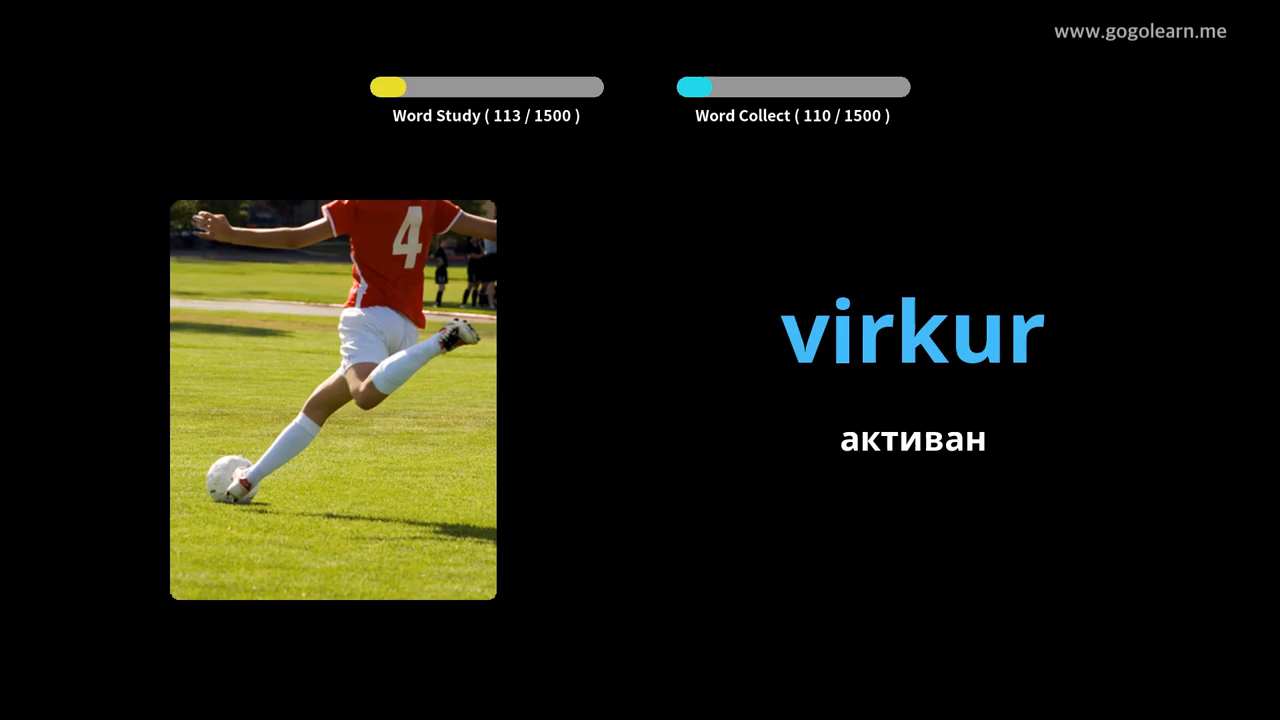 www.gogolearn.me
Word Study ( 113 / 1500 )
Word Collect ( 110 / 1500 )
4
virkur
активан